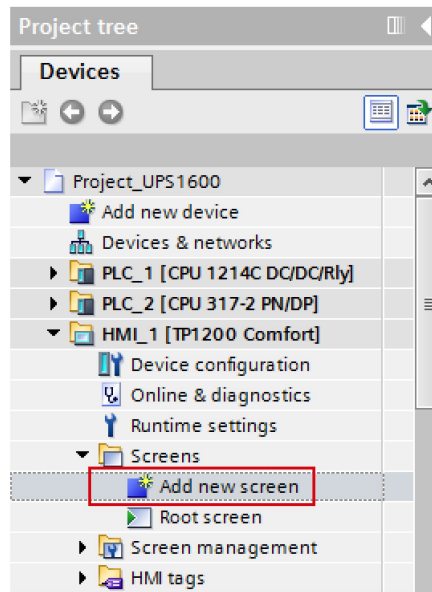 Project tree
Devices
Project_UPS1600
Add new device
Devices & networks
PLC_1 [CPU 1214C DC/DC/Rly]
PLC_2 [CPU 317-2 PN/DP]
HMI_1 [TP1200 Comfort]
Device configuration
Online & diagnostics
Runtime settings
Screens
Add new screen
Root screen
Screen management
HMI tags